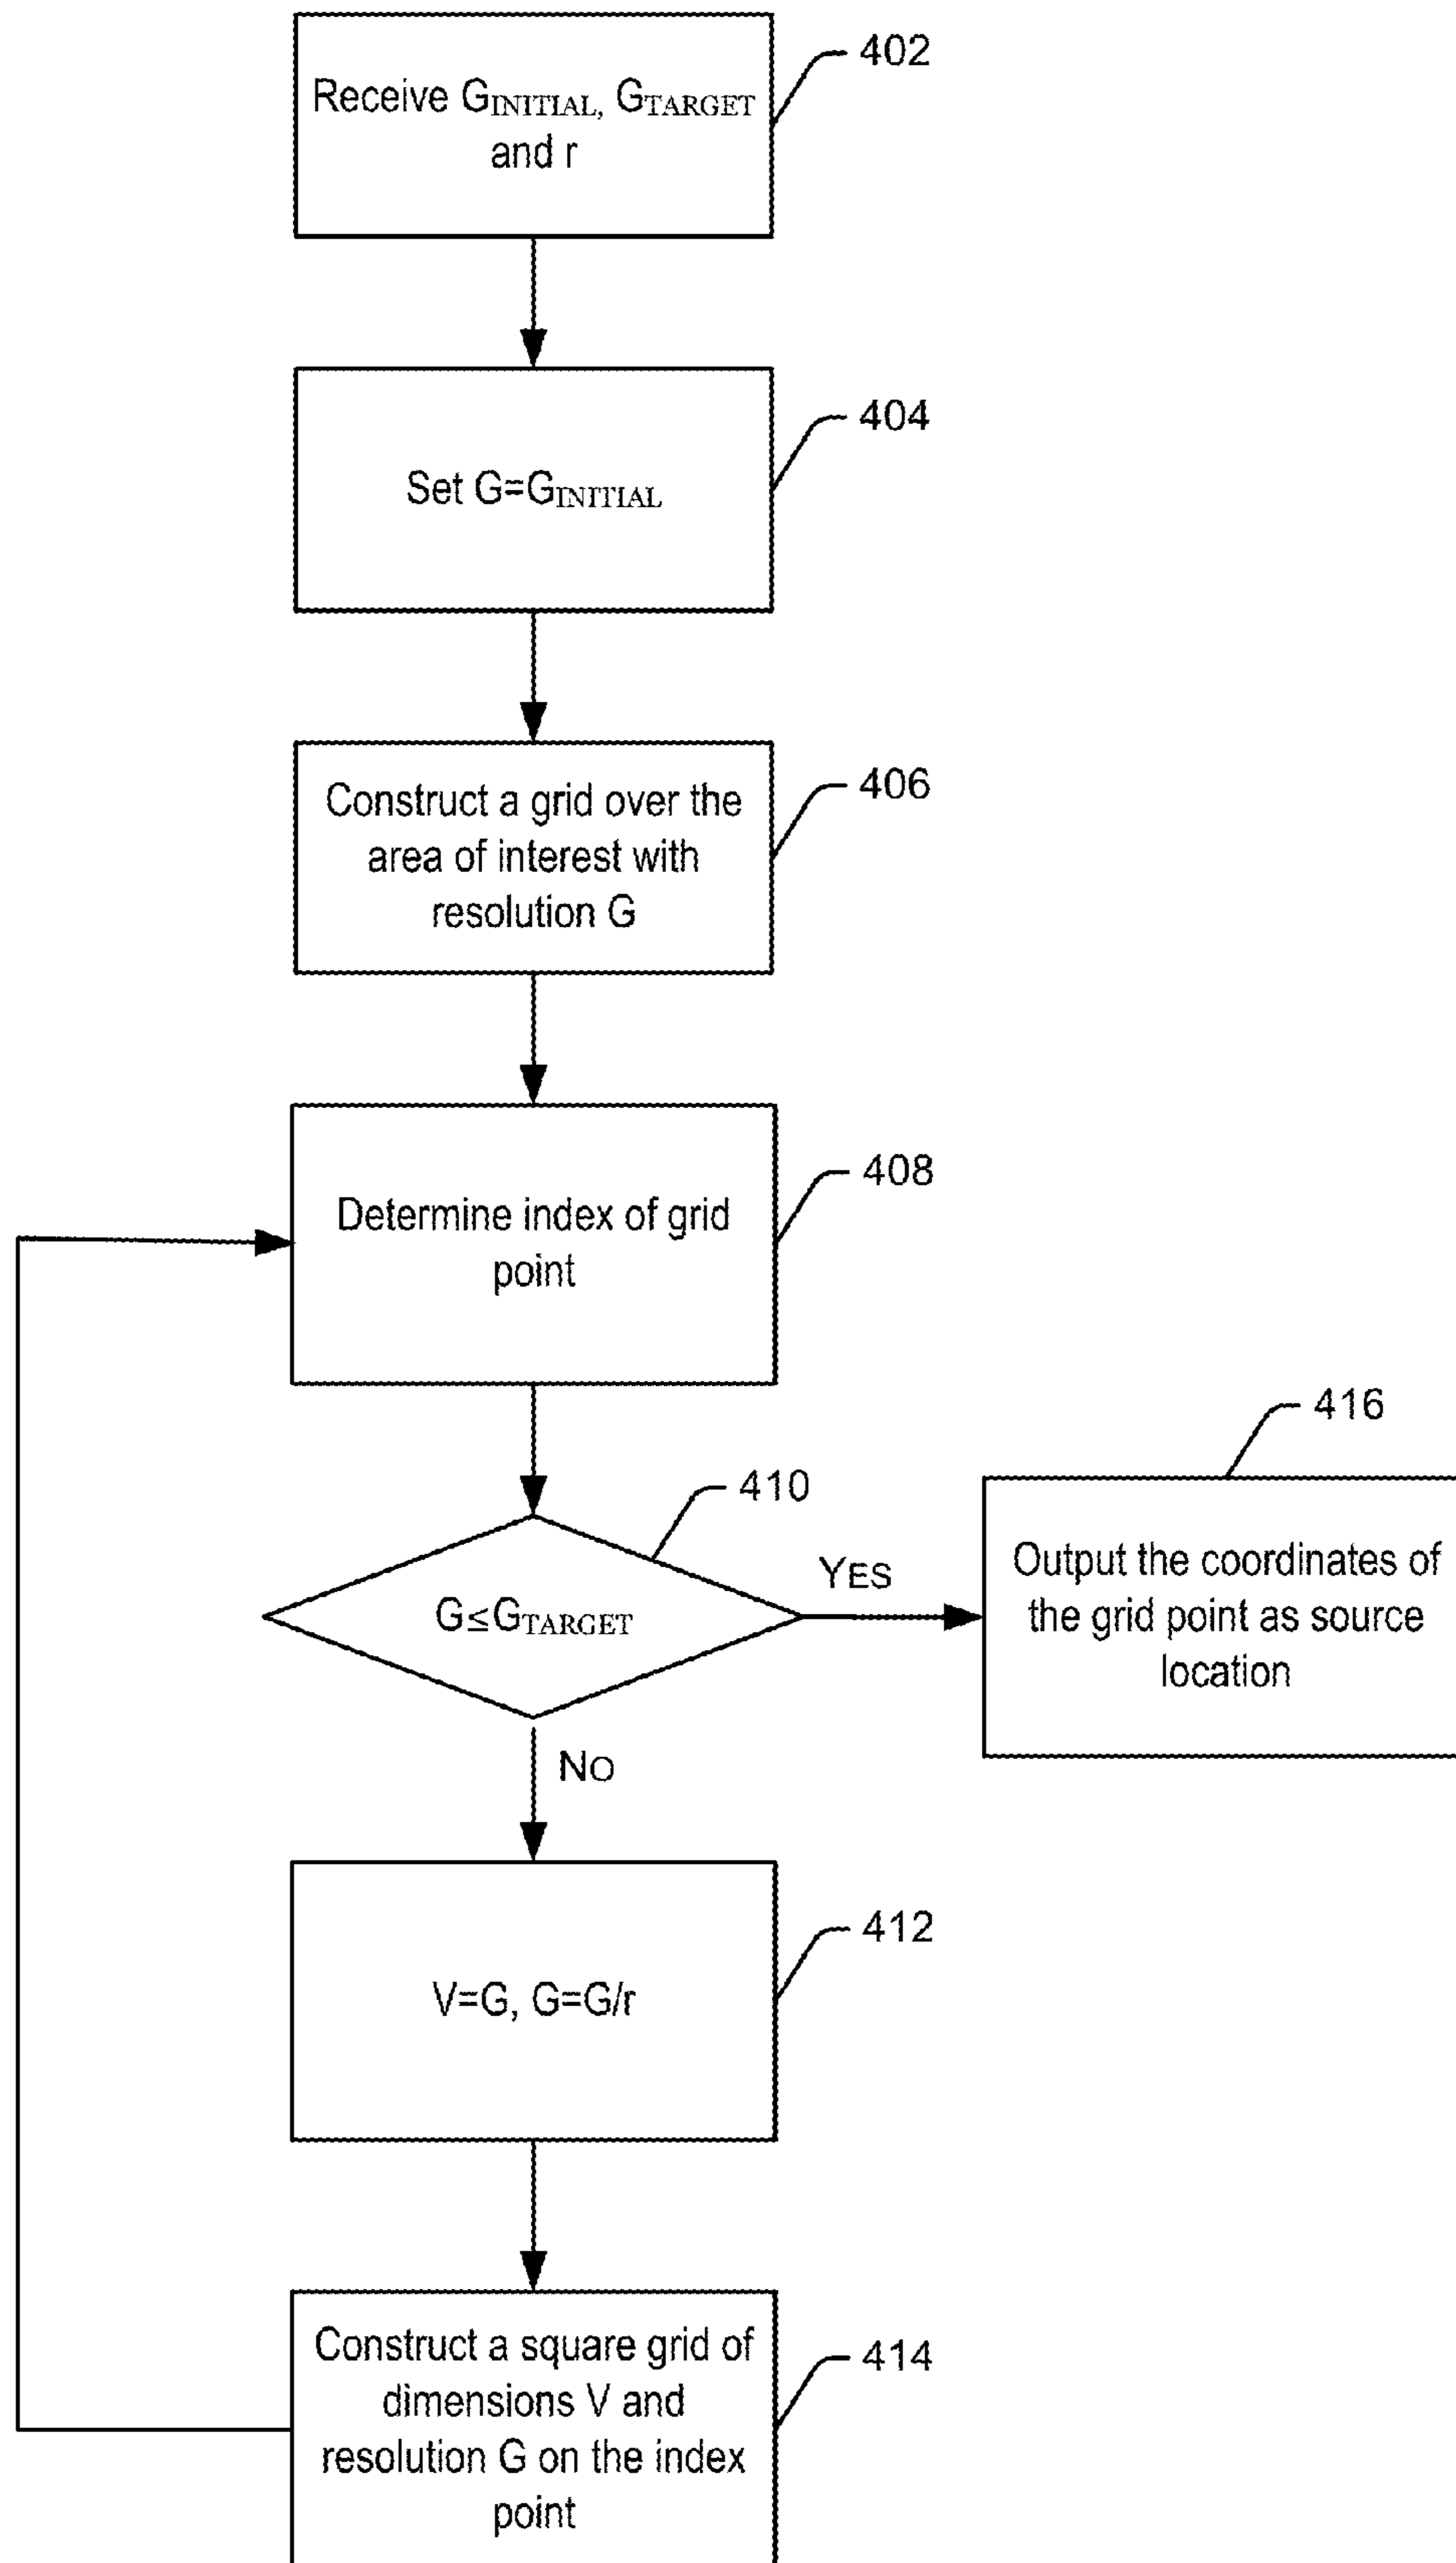 402
Receive GINITIAL, GTARGET
and r
404
Set G=GINITIAL
406
Construct a grid over the
area of interest with
resolution G
408
Determine index of grid
point
416
410
YES
G≤GTARGET
Output the coordinates of
the grid point as source
location
NO
412
V=G, G=G/r
Construct a square grid of
dimensions V and
resolution G on the index
point
414